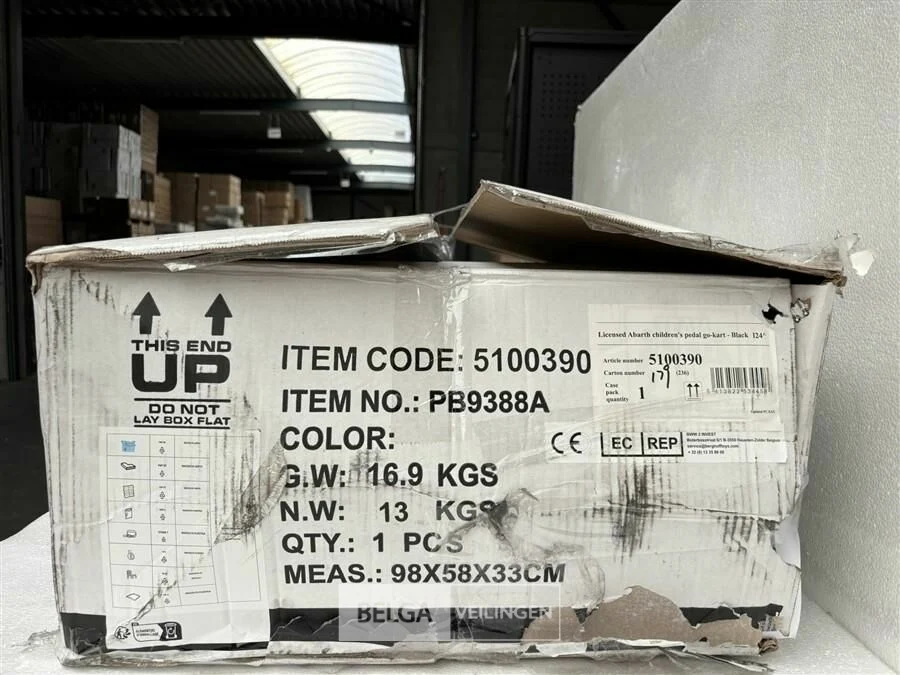 THIS END
UP
DO NOT
LAY BOX FLAT
ITEM CODE: 5100390
ITEM NO.: PB9388A
COLOR:
G.W: 16.9 KGS
N.W: 13 KGS
QTY.: 1 PCS
MEAS.: 98X58X33CM
Licensed Abarth children's pedal go-kart - Black
Article number 5100390
Carton number 179 (236)
Case
pack
quantity 1
CE EC REP
BELGA VEILINGEN